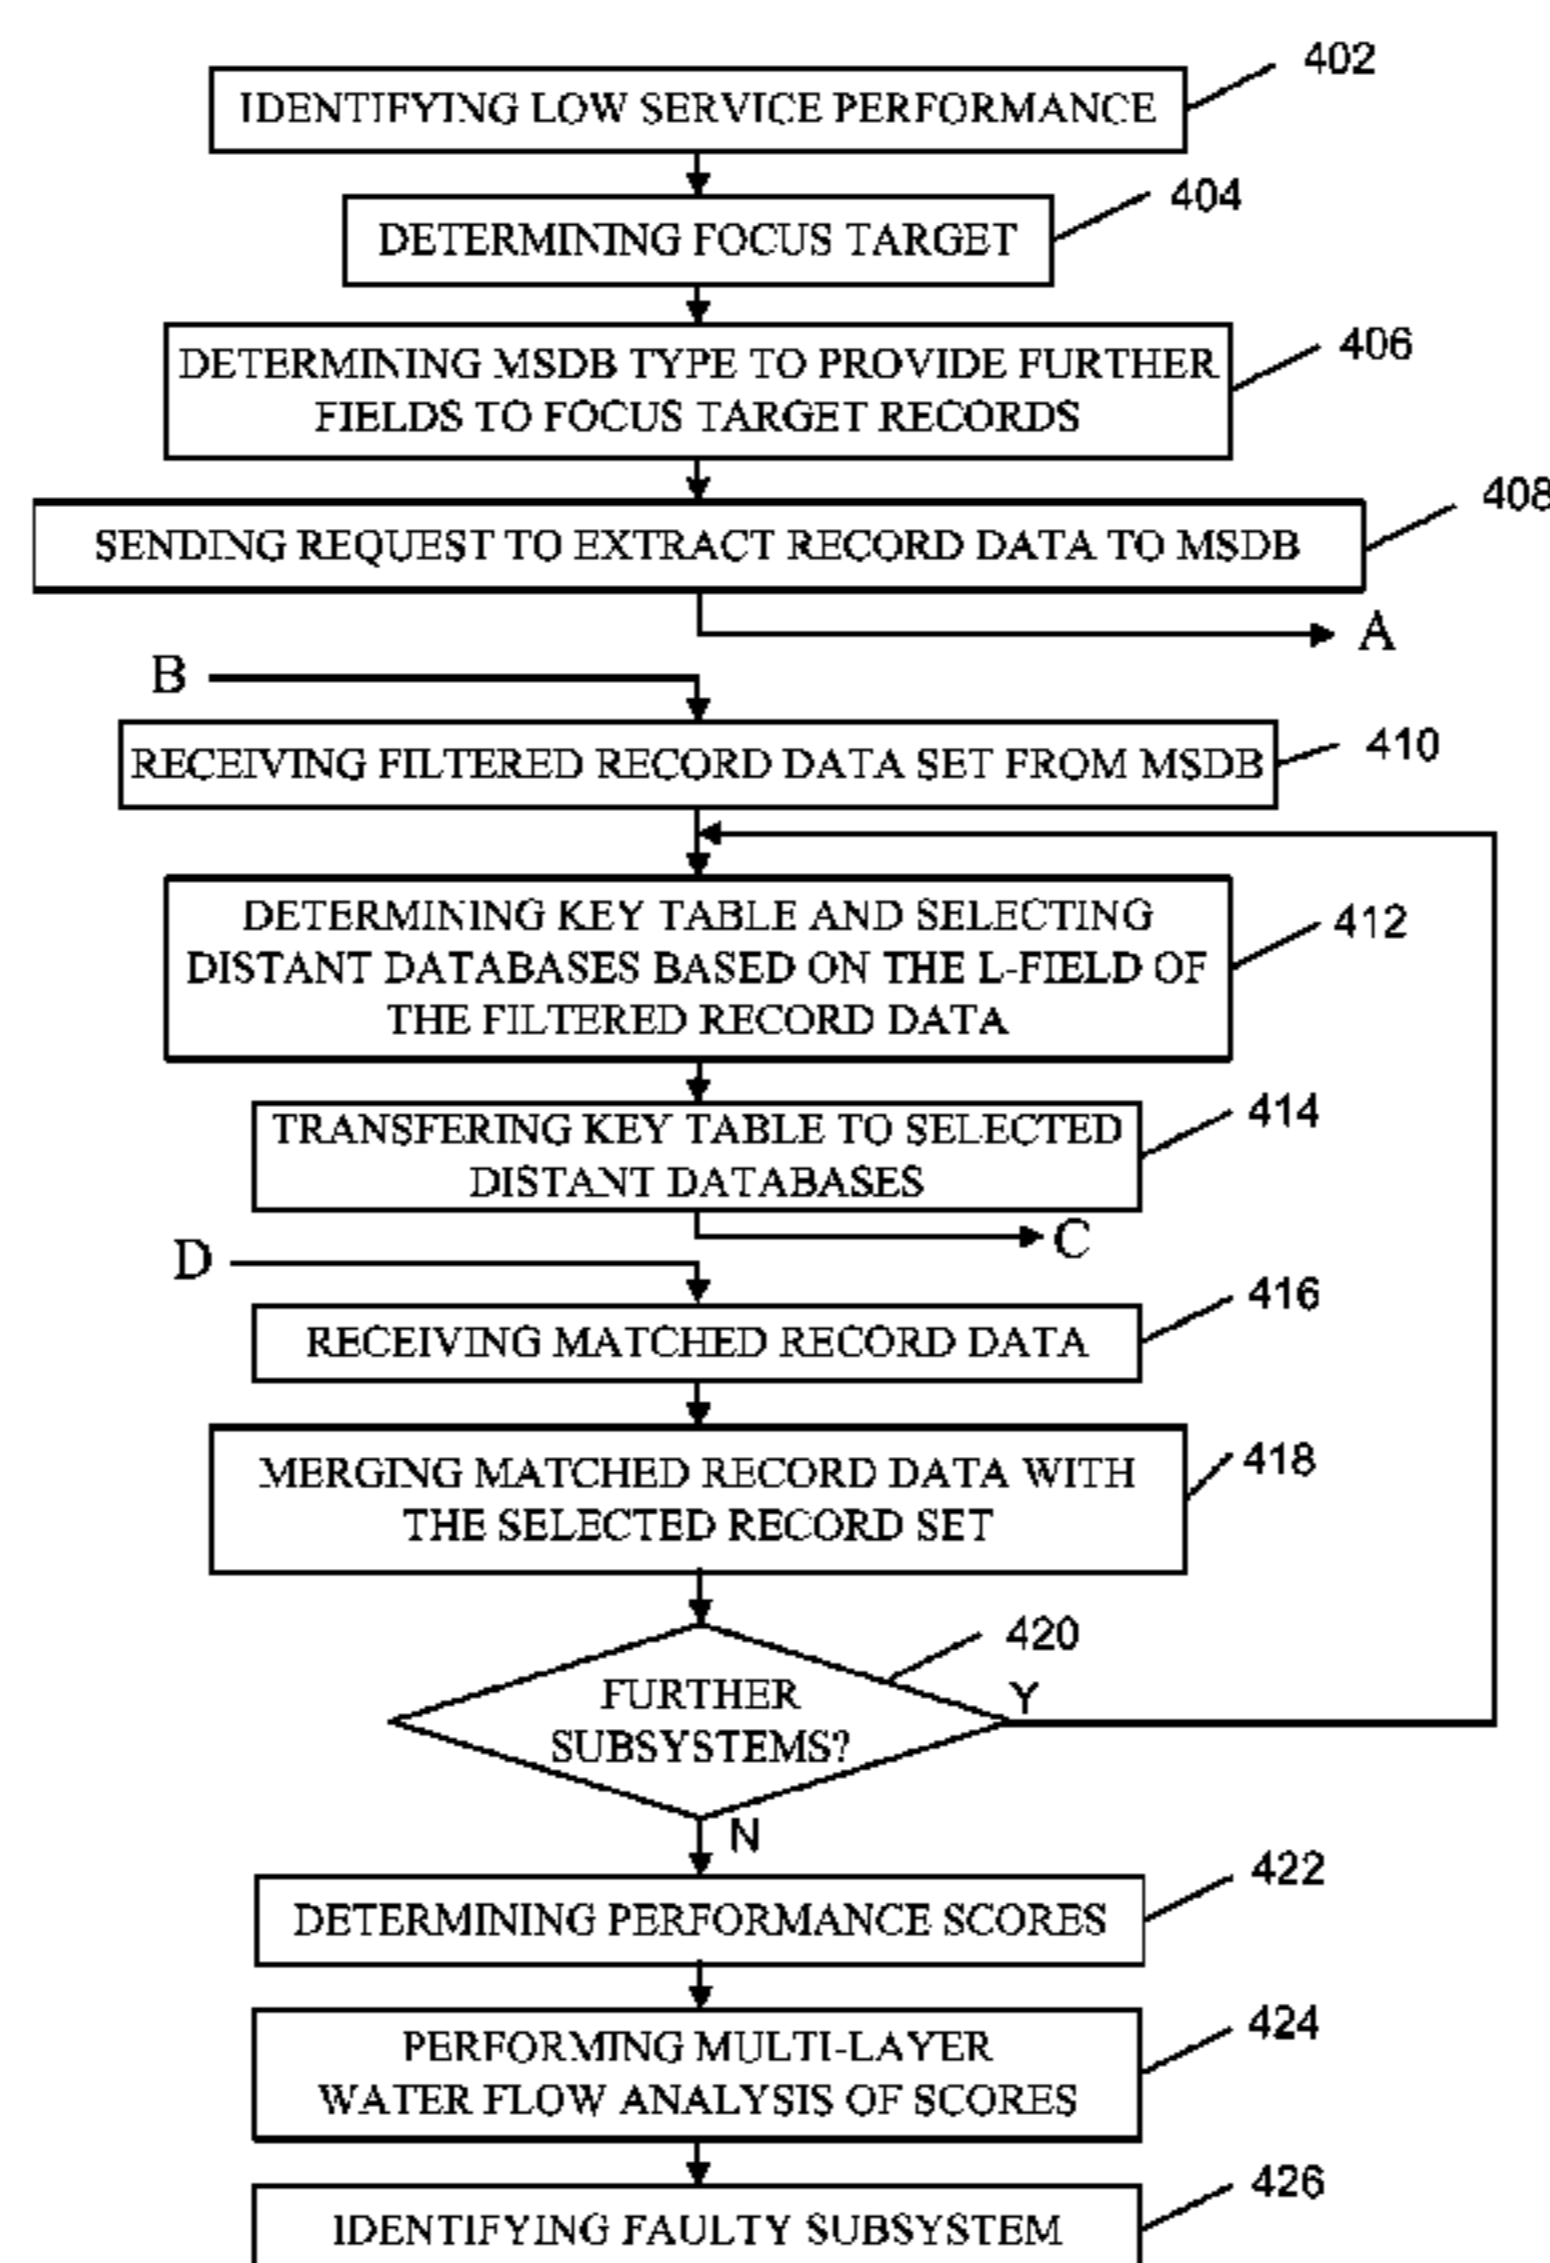 402
IDENTIFYING LOW SERVICE PERFORMANCE
404
DETERMINING FOCUS TARGET
406
DETERMINING MSDB TYPE TO PROVIDE FURTHER
FIELDS TO FOCUS TARGET RECORDS
408
SENDING REQUEST TO EXTRACT RECORD DATA TO MSDB
A
B
410
RECEIVING FILTERED RECORD DATA SET FROM MSDB
412
DETERMINING KEY TABLE AND SELECTING
DISTANT DATABASES BASED ON THE L-FIELD OF
THE FILTERED RECORD DATA
414
TRANSFERING KEY TABLE TO SELECTED
DISTANT DATABASES
C
D
416
RECEIVING MATCHED RECORD DATA
418
MERGING MATCHED RECORD DATA WITH
THE SELECTED RECORD SET
420
FURTHER
SUBSYSTEMS?
Y
N
422
DETERMINING PERFORMANCE SCORES
424
PERFORMING MULTI-LAYER
WATER FLOW ANALYSIS OF SCORES
426
IDENTIFYING FAULTY SUBSYSTEM